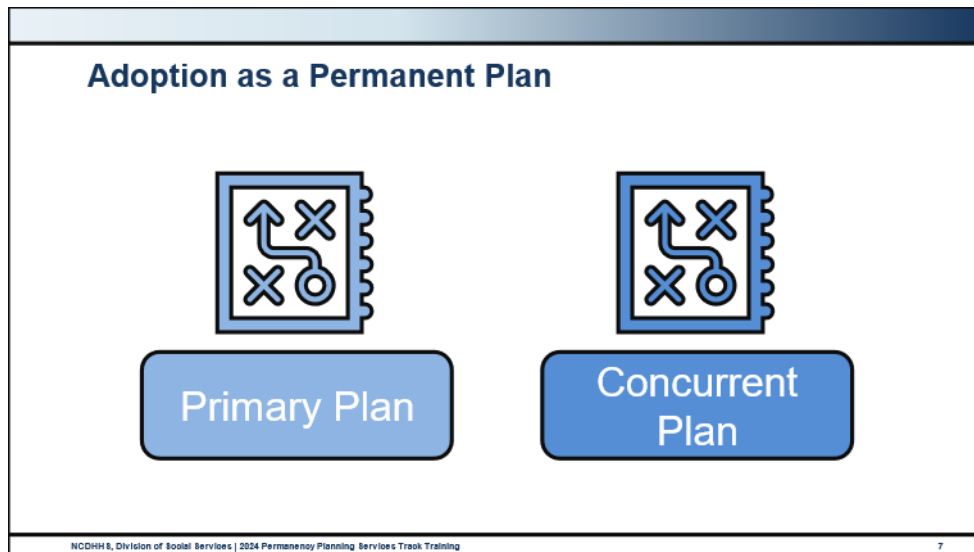 Adoption as a Permanent Plan
Primary Plan
Concurrent
Plan
NCDHHS, Division of Social Services | 2024 Permanency Planning Services Track Training
7